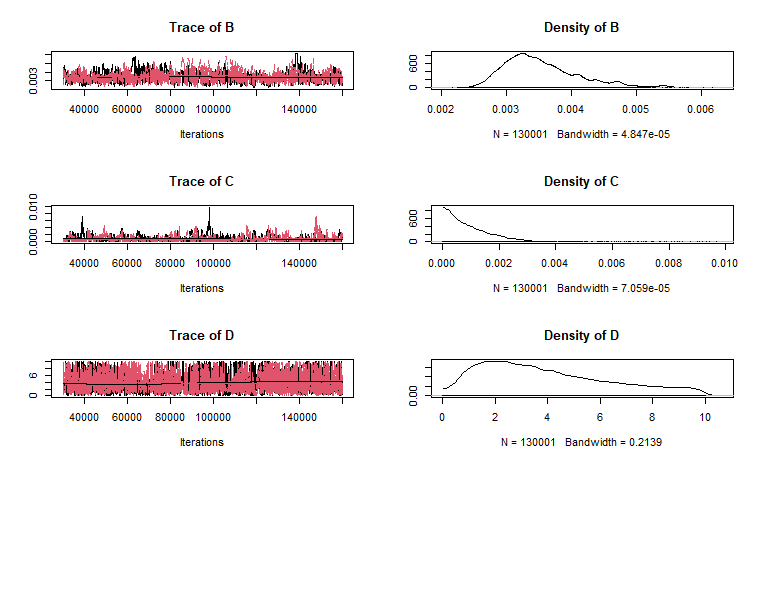 Trace of B
0.003
40000 60000 80000 100000 140000
Iterations
Density of B
0 600
0.002 0.003 0.004 0.005 0.006
N = 130001 Bandwidth = 4.847e-05
Trace of C
0.000 0.010
40000 60000 80000 100000 140000
Iterations
Density of C
0 600
0.000 0.002 0.004 0.006 0.008 0.010
N = 130001 Bandwidth = 7.059e-05
Trace of D
0 6
40000 60000 80000 100000 140000
Iterations
Density of D
0.00
0 2 4 6 8 10
N = 130001 Bandwidth = 0.2139